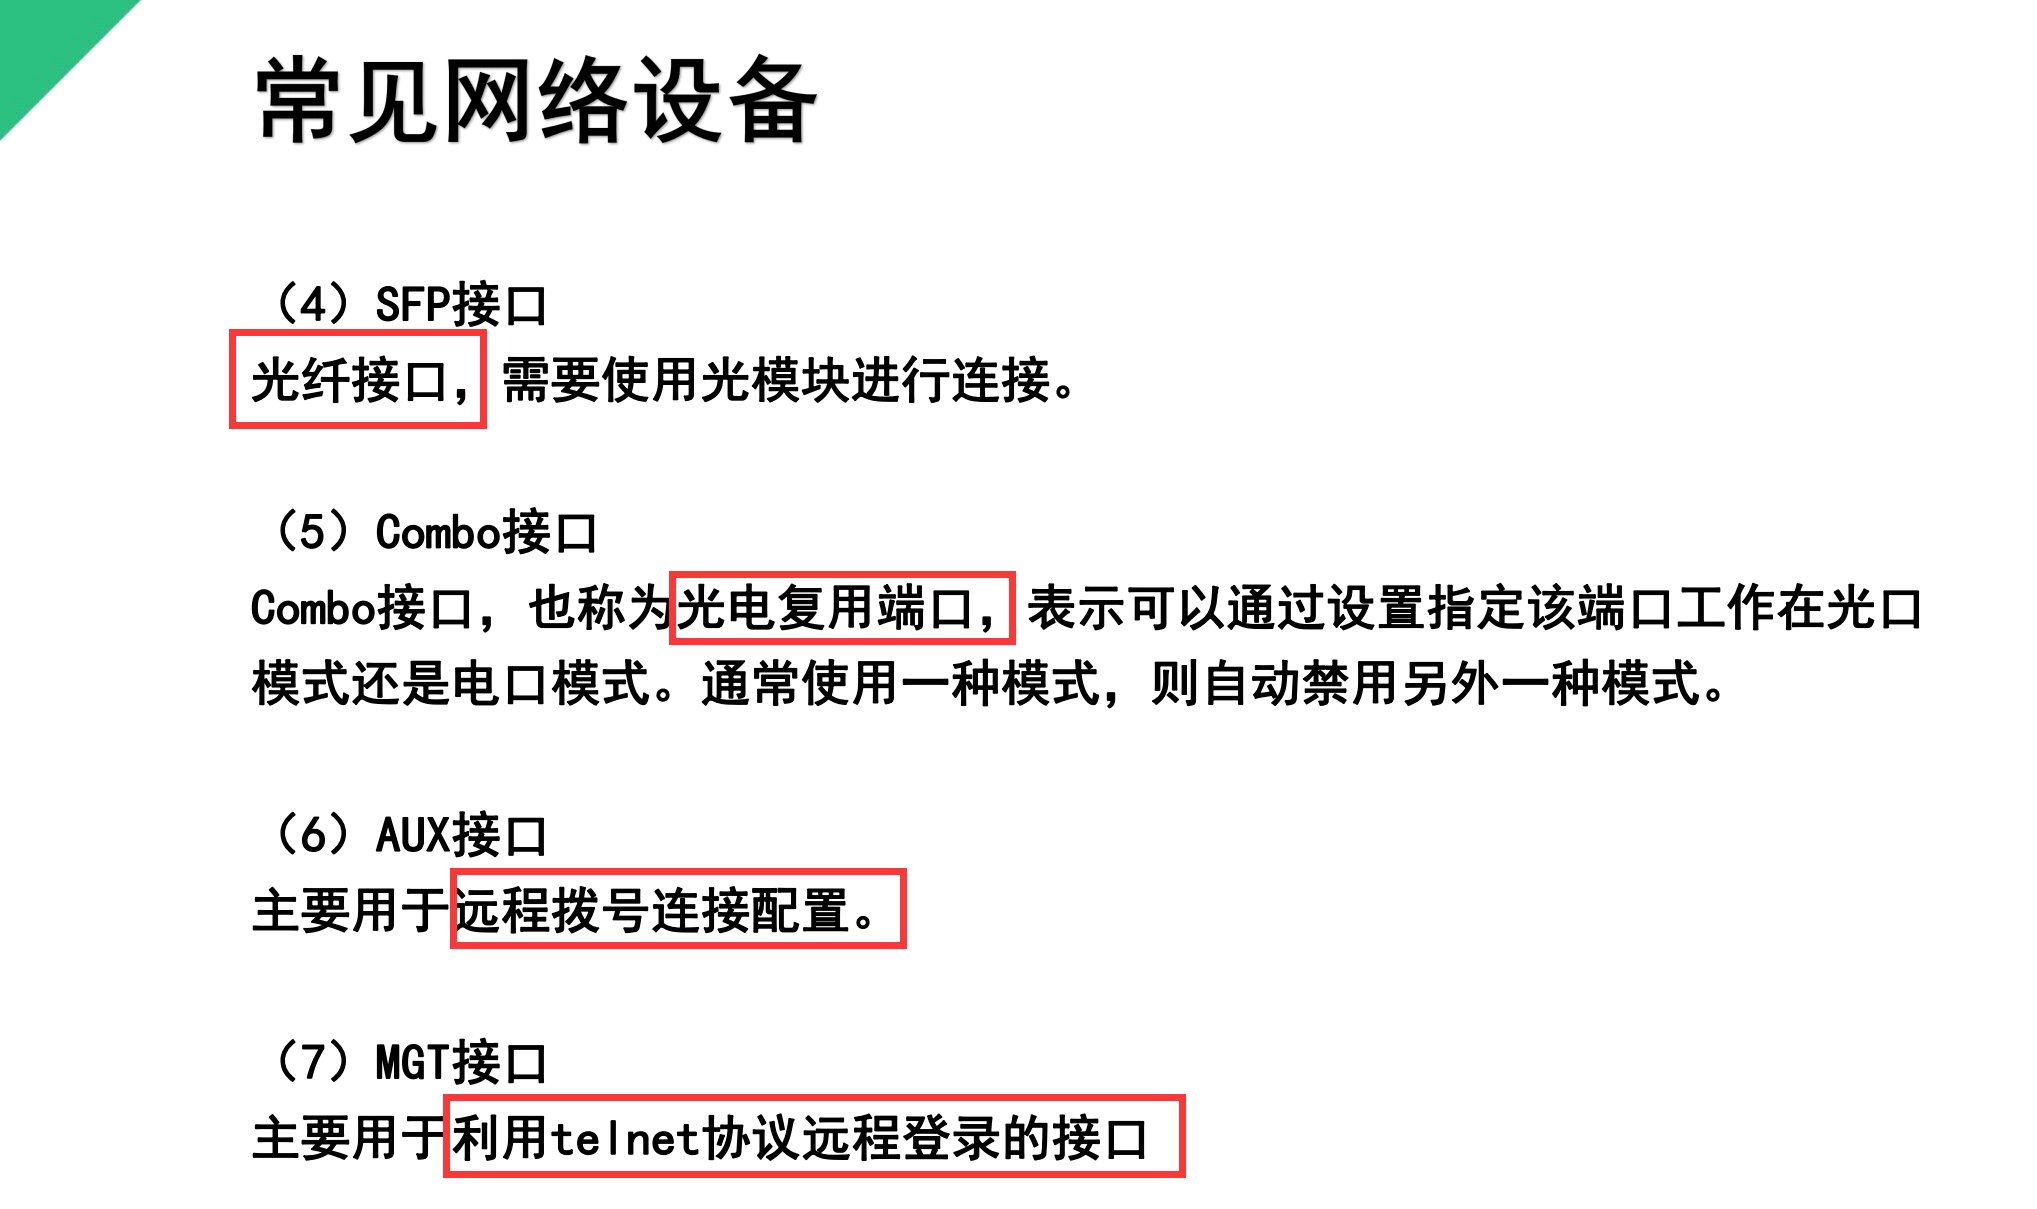 常见网络设备
（4）SFP接口
光纤接口，需要使用光模块进行连接。
（5）Combo接口
Combo接口，也称为光电复用端口，表示可以通过设置指定该端口工作在光口
模式还是电口模式。通常使用一种模式，则自动禁用另外一种模式。
（6）AUX接口
主要用于远程拨号连接配置。
（7）MGT接口
主要用于利用telnet协议远程登录的接口